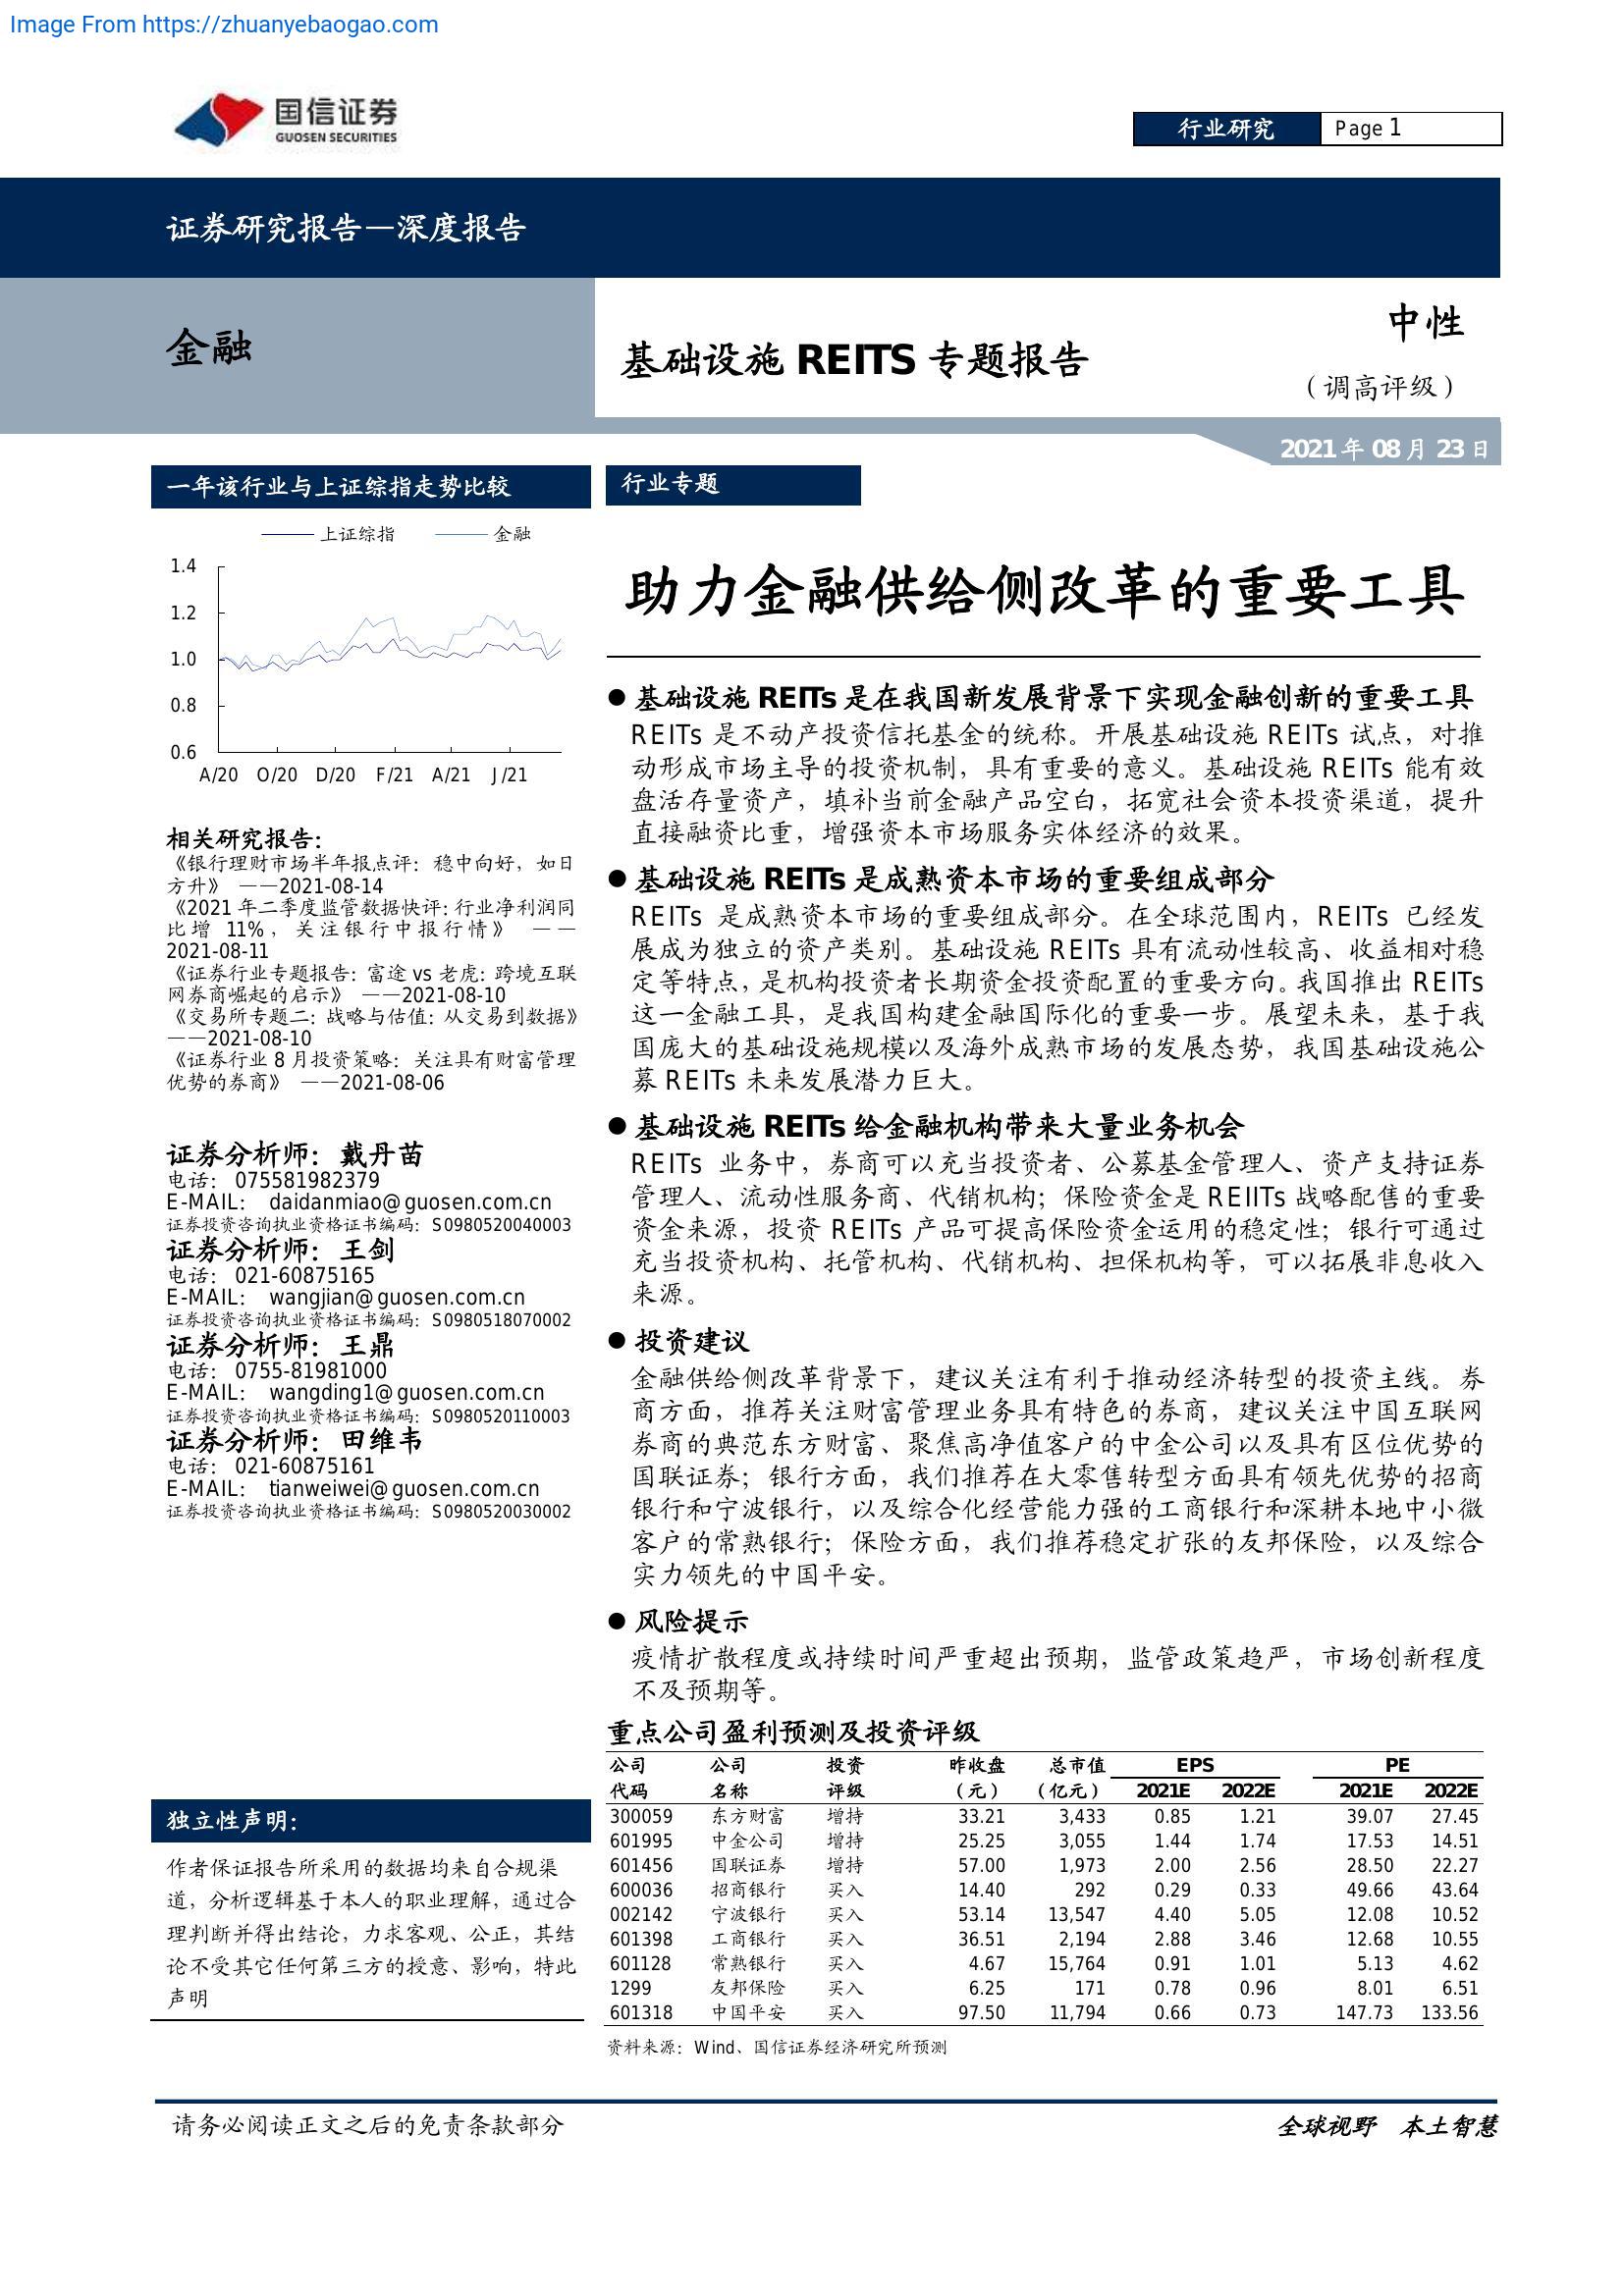 Image From https://zhuanyebaogao.com
国信证券
GUOSEN SECURITIES
行业研究 Page 1
证券研究报告—深度报告
金融
基础设施 REITS 专题报告
中性
（调高评级）
2021 年 08 月 23 日
一年该行业与上证综指走势比较
上证综指 金融
1.4
1.2
1.0
0.8
0.6
A/20 O/20 D/20 F/21 A/21 J/21
相关研究报告：
《银行理财市场半年报点评：稳中向好，如日
方升》 ——2021-08-14
《2021 年二季度监管数据快评：行业净利润同
比增 11%，关注银行中报行情》 ——
2021-08-11
《证券行业专题报告：富途 vs 老虎：跨境互联
网券商崛起的启示》 ——2021-08-10
《交易所专题二：战略与估值：从交易到数据》
——2021-08-10
《证券行业 8 月投资策略：关注具有财富管理
优势的券商》 ——2021-08-06
证券分析师：戴丹苗
电话： 075581982379
E-MAIL： daidanmiao@guosen.com.cn
证券投资咨询执业资格证书编码：S0980520040003
证券分析师：王剑
电话： 021-60875165
E-MAIL： wangjian@guosen.com.cn
证券投资咨询执业资格证书编码：S0980518070002
证券分析师：王鼎
电话： 0755-81981000
E-MAIL： wangding1@guosen.com.cn
证券投资咨询执业资格证书编码：S0980520110003
证券分析师：田维韦
电话： 021-60875161
E-MAIL： tianweiwei@guosen.com.cn
证券投资咨询执业资格证书编码：S0980520030002
独立性声明：
作者保证报告所采用的数据均来自合规渠
道，分析逻辑基于本人的职业理解，通过合
理判断并得出结论，力求客观、公正，其结
论不受其它任何第三方的授意、影响，特此
声明
行业专题
助力金融供给侧改革的重要工具
● 基础设施 REITs 是在我国新发展背景下实现金融创新的重要工具
REITs 是不动产投资信托基金的统称。开展基础设施 REITs 试点，对推
动形成市场主导的投资机制，具有重要的意义。基础设施 REITs 能有效
盘活存量资产，填补当前金融产品空白，拓宽社会资本投资渠道，提升
直接融资比重，增强资本市场服务实体经济的效果。
● 基础设施 REITs 是成熟资本市场的重要组成部分
REITs 是成熟资本市场的重要组成部分。在全球范围内，REITs 已经发
展成为独立的资产类别。基础设施 REITs 具有流动性较高、收益相对稳
定等特点，是机构投资者长期资金投资配置的重要方向。我国推出 REITs
这一金融工具，是我国构建金融国际化的重要一步。展望未来，基于我
国庞大的基础设施规模以及海外成熟市场的发展态势，我国基础设施公
募 REITs 未来发展潜力巨大。
● 基础设施 REITs 给金融机构带来大量业务机会
REITs 业务中，券商可以充当投资者、公募基金管理人、资产支持证券
管理人、流动性服务商、代销机构；保险资金是 REIITs 战略配售的重要
资金来源，投资 REITs 产品可提高保险资金运用的稳定性；银行可通过
充当投资机构、托管机构、代销机构、担保机构等，可以拓展非息收入
来源。
● 投资建议
金融供给侧改革背景下，建议关注有利于推动经济转型的投资主线。券
商方面，推荐关注财富管理业务具有特色的券商，建议关注中国互联网
券商的典范东方财富、聚焦高净值客户的中金公司以及具有区位优势的
国联证券；银行方面，我们推荐在大零售转型方面具有领先优势的招商
银行和宁波银行，以及综合化经营能力强的工商银行和深耕本地中小微
客户的常熟银行；保险方面，我们推荐稳定扩张的友邦保险，以及综合
实力领先的中国平安。
● 风险提示
疫情扩散程度或持续时间严重超出预期，监管政策趋严，市场创新程度
不及预期等。
重点公司盈利预测及投资评级
公司 公司 投资 昨收盘 总市值 EPS PE
代码 名称 评级 （元） （亿元） 2021E 2022E 2021E 2022E
300059 东方财富 增持 33.21 3,433 0.85 1.21 39.07 27.45
601995 中金公司 增持 25.25 3,055 1.44 1.74 17.53 14.51
601456 国联证券 增持 57.00 1,973 2.00 2.56 28.50 22.27
600036 招商银行 买入 14.40 292 0.29 0.33 49.66 43.64
002142 宁波银行 买入 53.14 13,547 4.40 5.05 12.08 10.52
601398 工商银行 买入 36.51 2,194 2.88 3.46 12.68 10.55
601128 常熟银行 买入 4.67 15,764 0.91 1.01 5.13 4.62
1299 友邦保险 买入 6.25 171 0.78 0.96 8.01 6.51
601318 中国平安 买入 97.50 11,794 0.66 0.73 147.73 133.56
资料来源：Wind、国信证券经济研究所预测
请务必阅读正文之后的免责条款部分
全球视野 本土智慧